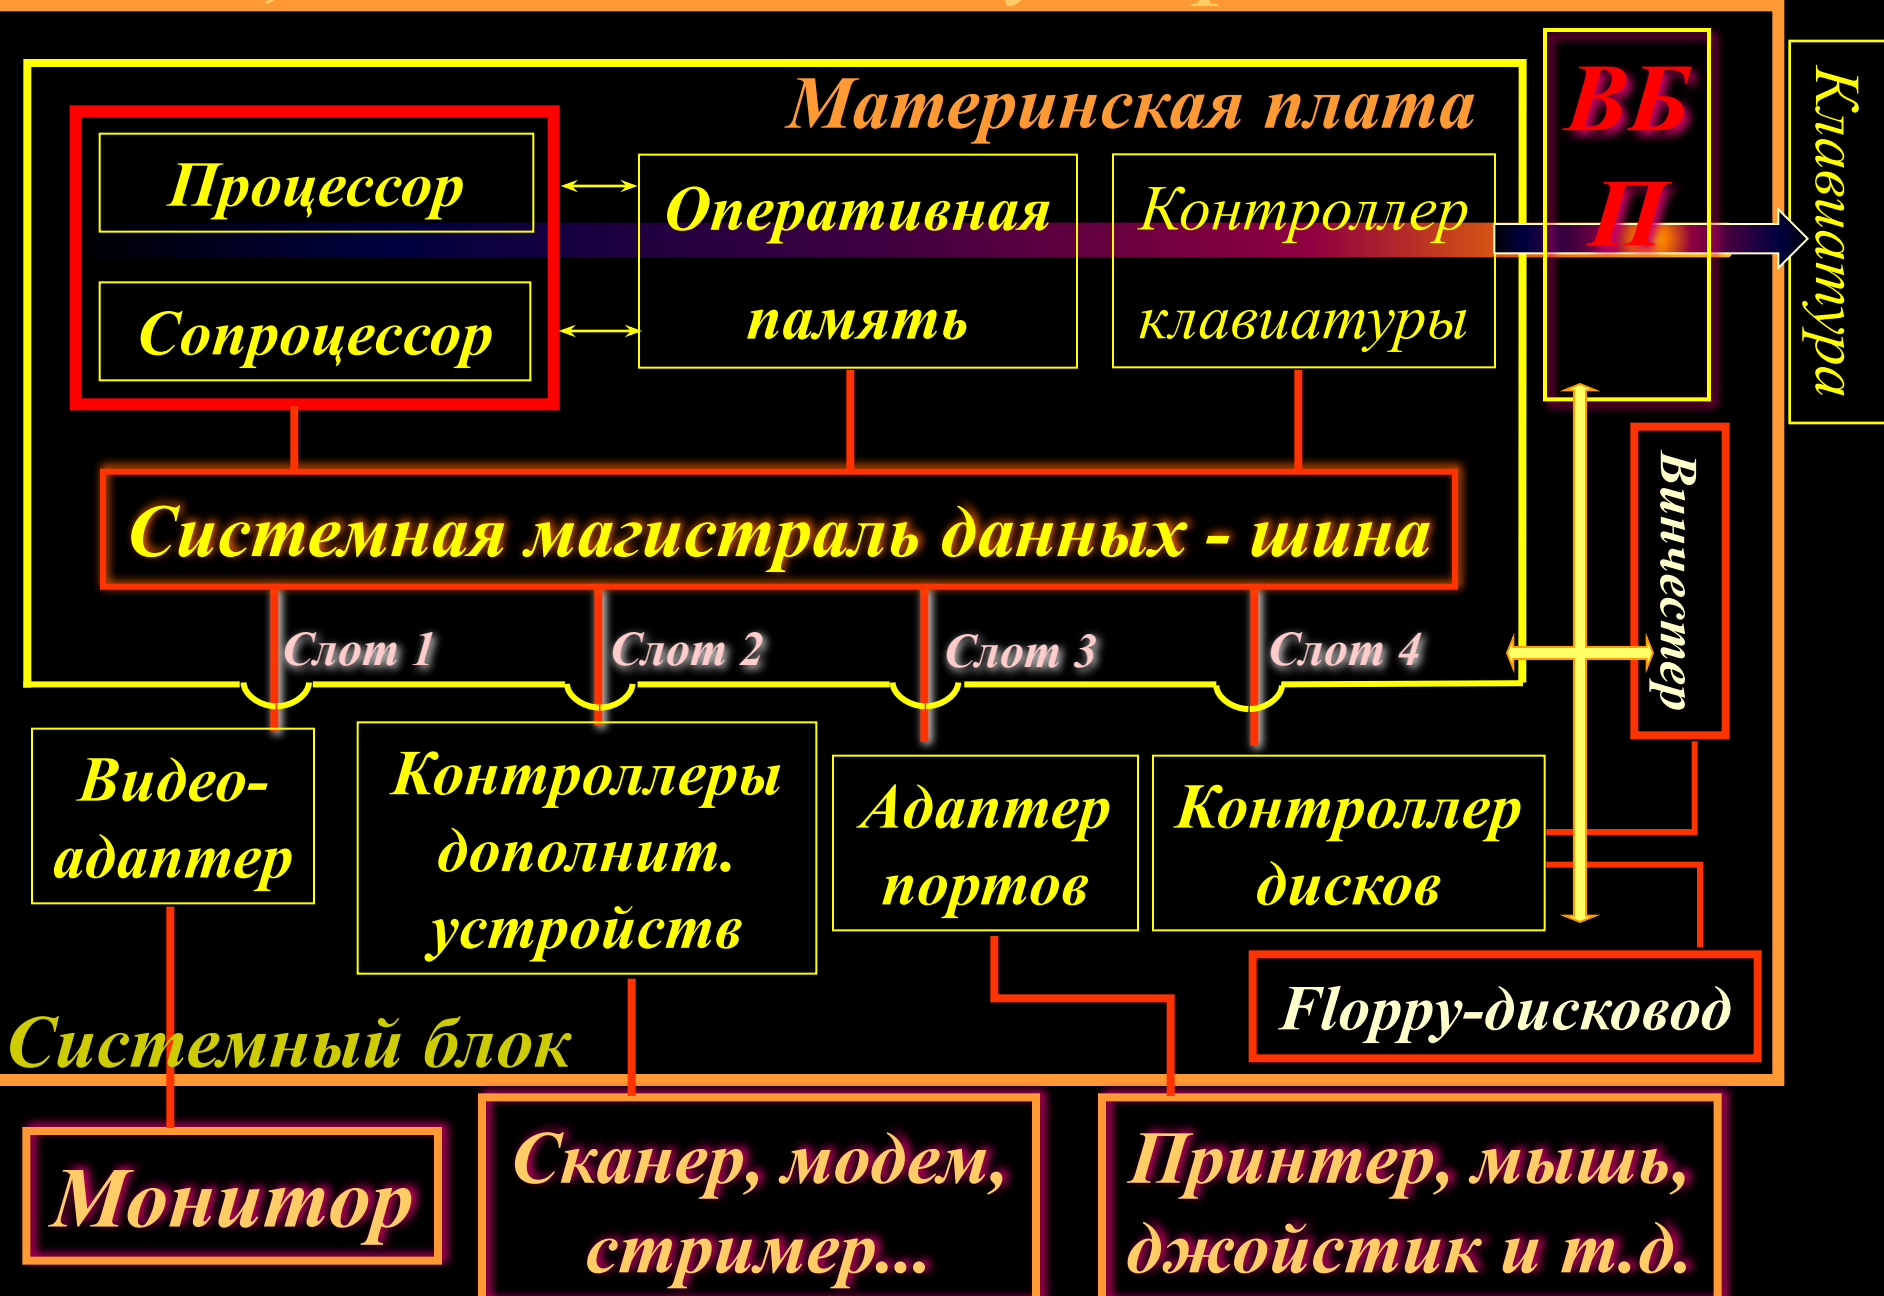 Материнская плата
ВБ
П
Клавиатура
Процессор
Оперативная
память
Контроллер
клавиатуры
Сопроцессор
Системная магистраль данных - шина
Винчестер
Слот 1
Слот 2
Слот 3
Слот 4
Видео-
адаптер
Контроллеры
дополнит.
устройств
Адаптер
портов
Контроллер
дисков
Floppy-дисковод
Системный блок
Монитор
Сканер, модем,
стример...
Принтер, мышь,
джойстик и т.д.